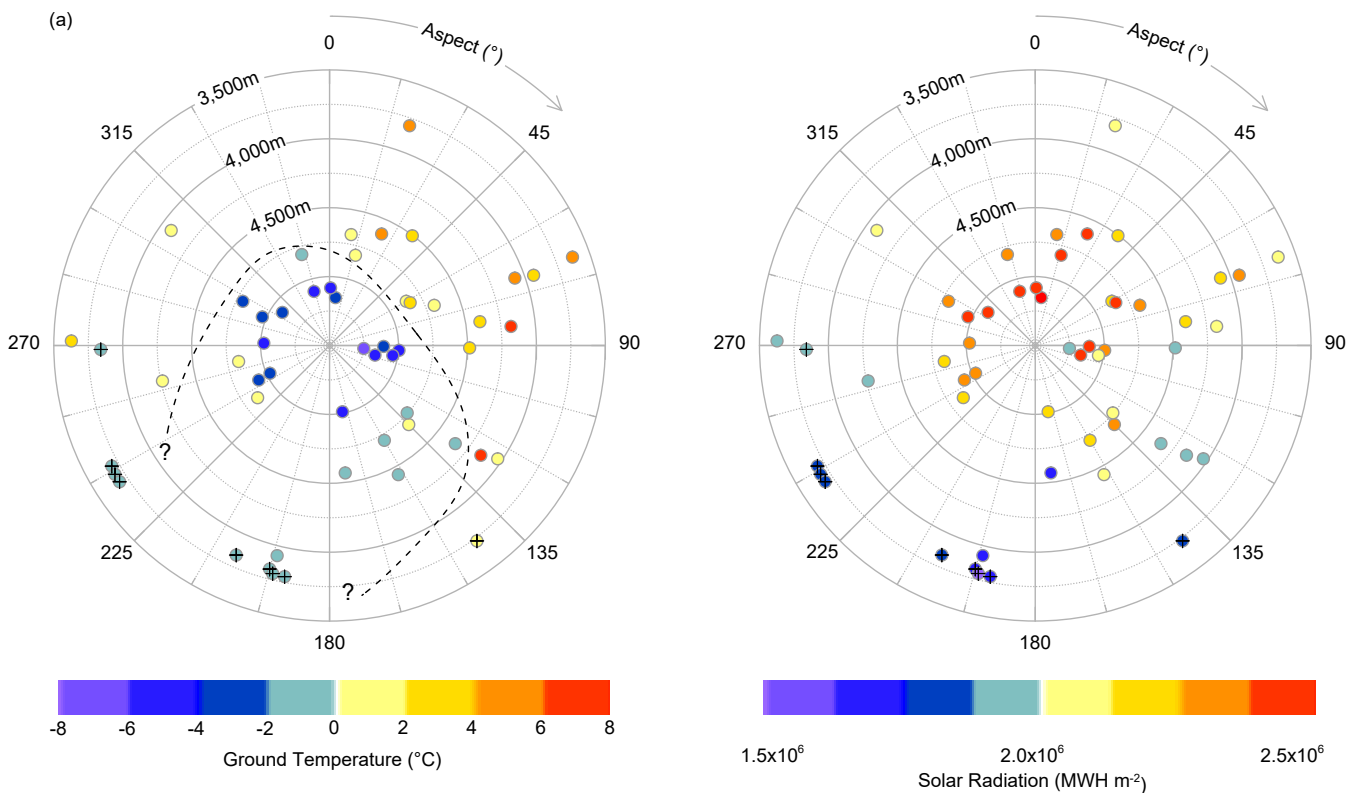 (a)
Aspect (°)
0
45
90
135
180
225
270
315
3,500m
4,000m
4,500m
?
?
-8 -6 -4 -2 0 2 4 6 8
Ground Temperature (°C)
Aspect (°)
0
45
90
135
180
225
270
315
3,500m
4,000m
4,500m
1.5x10⁶ 2.0x10⁶ 2.5x10⁶
Solar Radiation (MWH m⁻²)